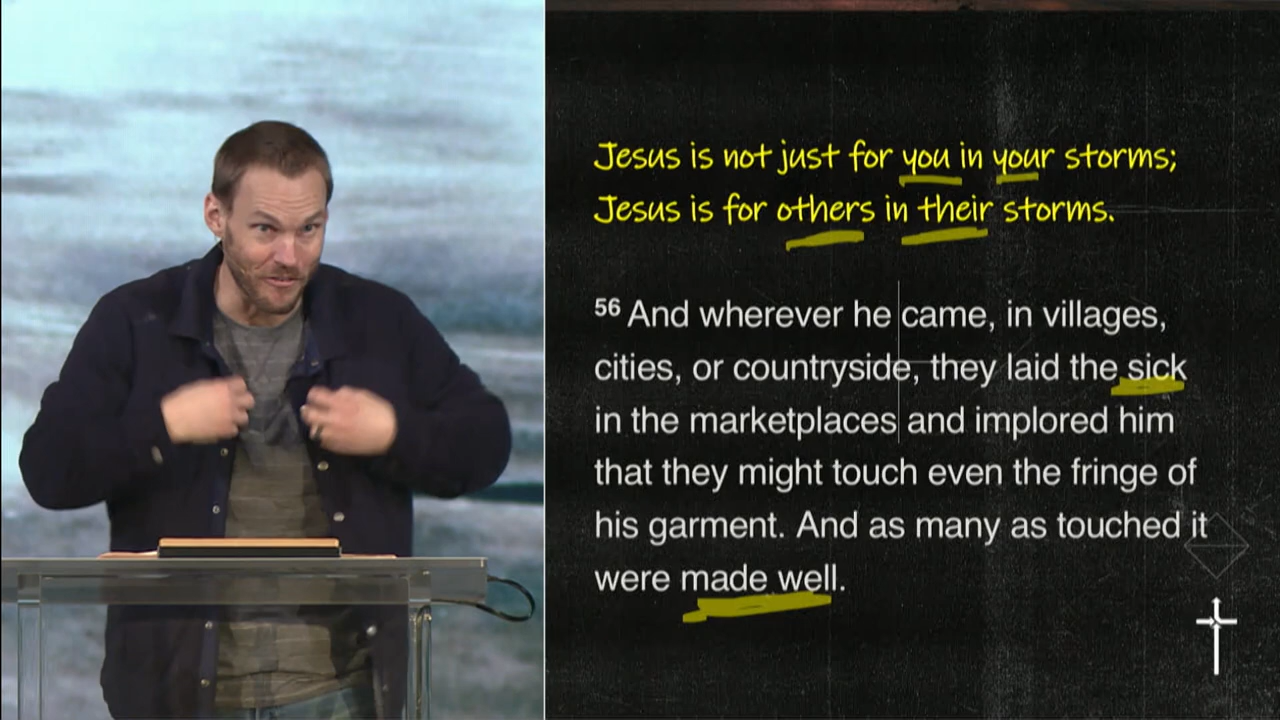 Jesus is not just for you in your storms;
Jesus is for others in their storms.
56 And wherever he came, in villages,
cities, or countryside, they laid the sick
in the marketplaces and implored him
that they might touch even the fringe of
his garment. And as many as touched it
were made well.